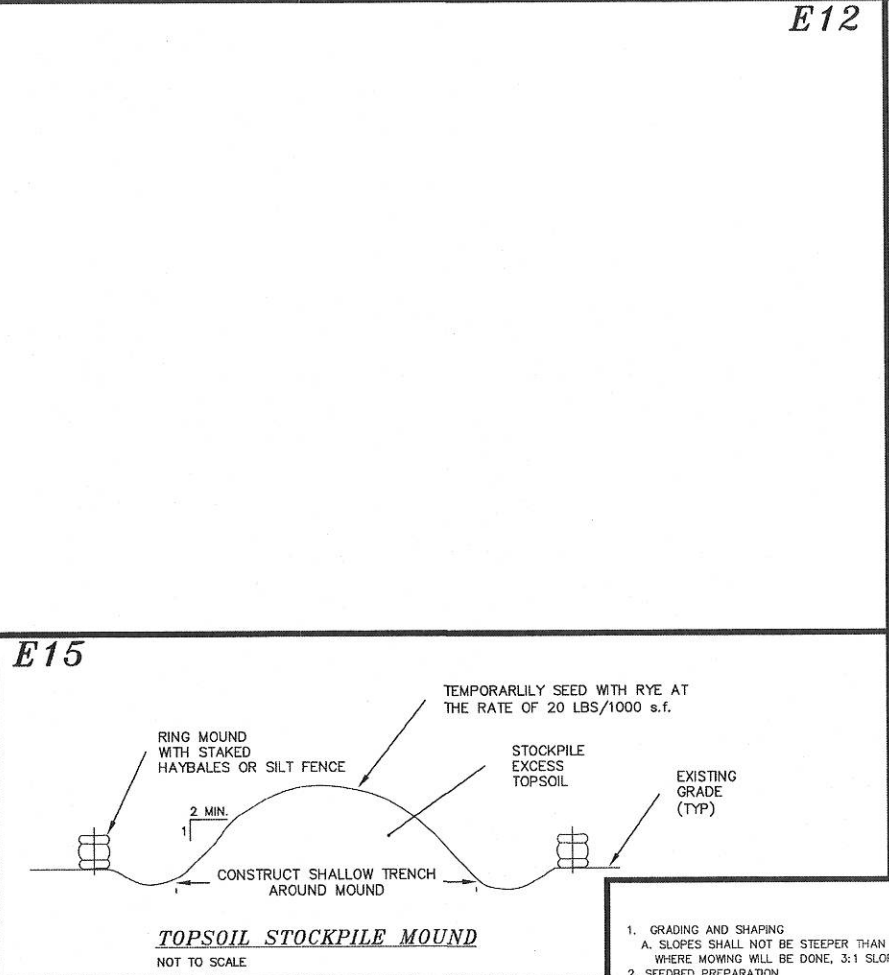 E12
E15
TEMPORARLILY SEED WITH RYE AT
THE RATE OF 20 LBS/1000 s.f.
RING MOUND
WITH STAKED
HAYBALES OR SILT FENCE
STOCKPILE
EXCESS
TOPSOIL
EXISTING
GRADE
(TYP)
2 MIN.
1
CONSTRUCT SHALLOW TRENCH
AROUND MOUND
TOPSOIL STOCKPILE MOUND
NOT TO SCALE
1. GRADING AND SHAPING
A. SLOPES SHALL NOT BE STEEPER THAN
WHERE MOWING WILL BE DONE, 3:1
2. SEEDBED PREPARATION